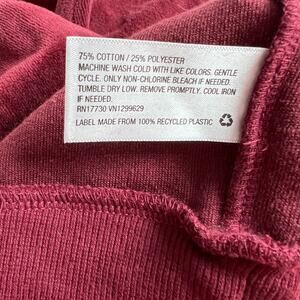 75% COTTON / 25% POLYESTER
MACHINE WASH COLD WITH LIKE COLORS. GENTLE
CYCLE. ONLY NON-CHLORINE BLEACH IF NEEDED.
TUMBLE DRY LOW. REMOVE PROMPTLY. COOL IRON
IF NEEDED.
RN17730 VN1299629
LABEL MADE FROM 100% RECYCLED PLASTIC